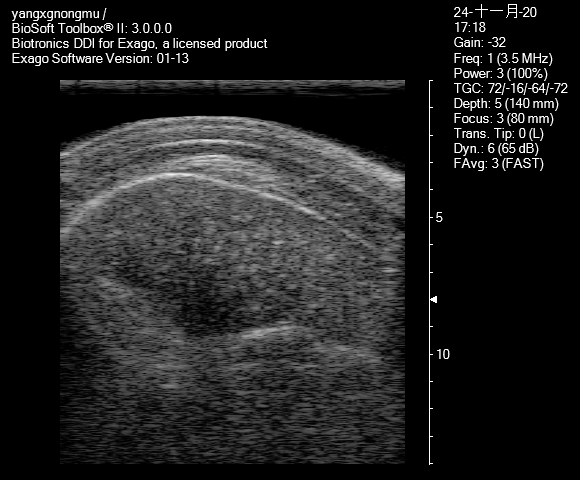 yangxgnongmu /
BioSoft Toolbox® II: 3.0.0.0
Biotronics DDI for Exago, a licensed product
Exago Software Version: 01-13
24-十一月-20
17:18
Gain: -32
Freq: 1 (3.5 MHz)
Power: 3 (100%)
TGC: 72/-16/-64/-72
Depth: 5 (140 mm)
Focus: 3 (80 mm)
Trans. Tip: 0 (L)
Dyn.: 6 (65 dB)
FAvg: 3 (FAST)
5
10